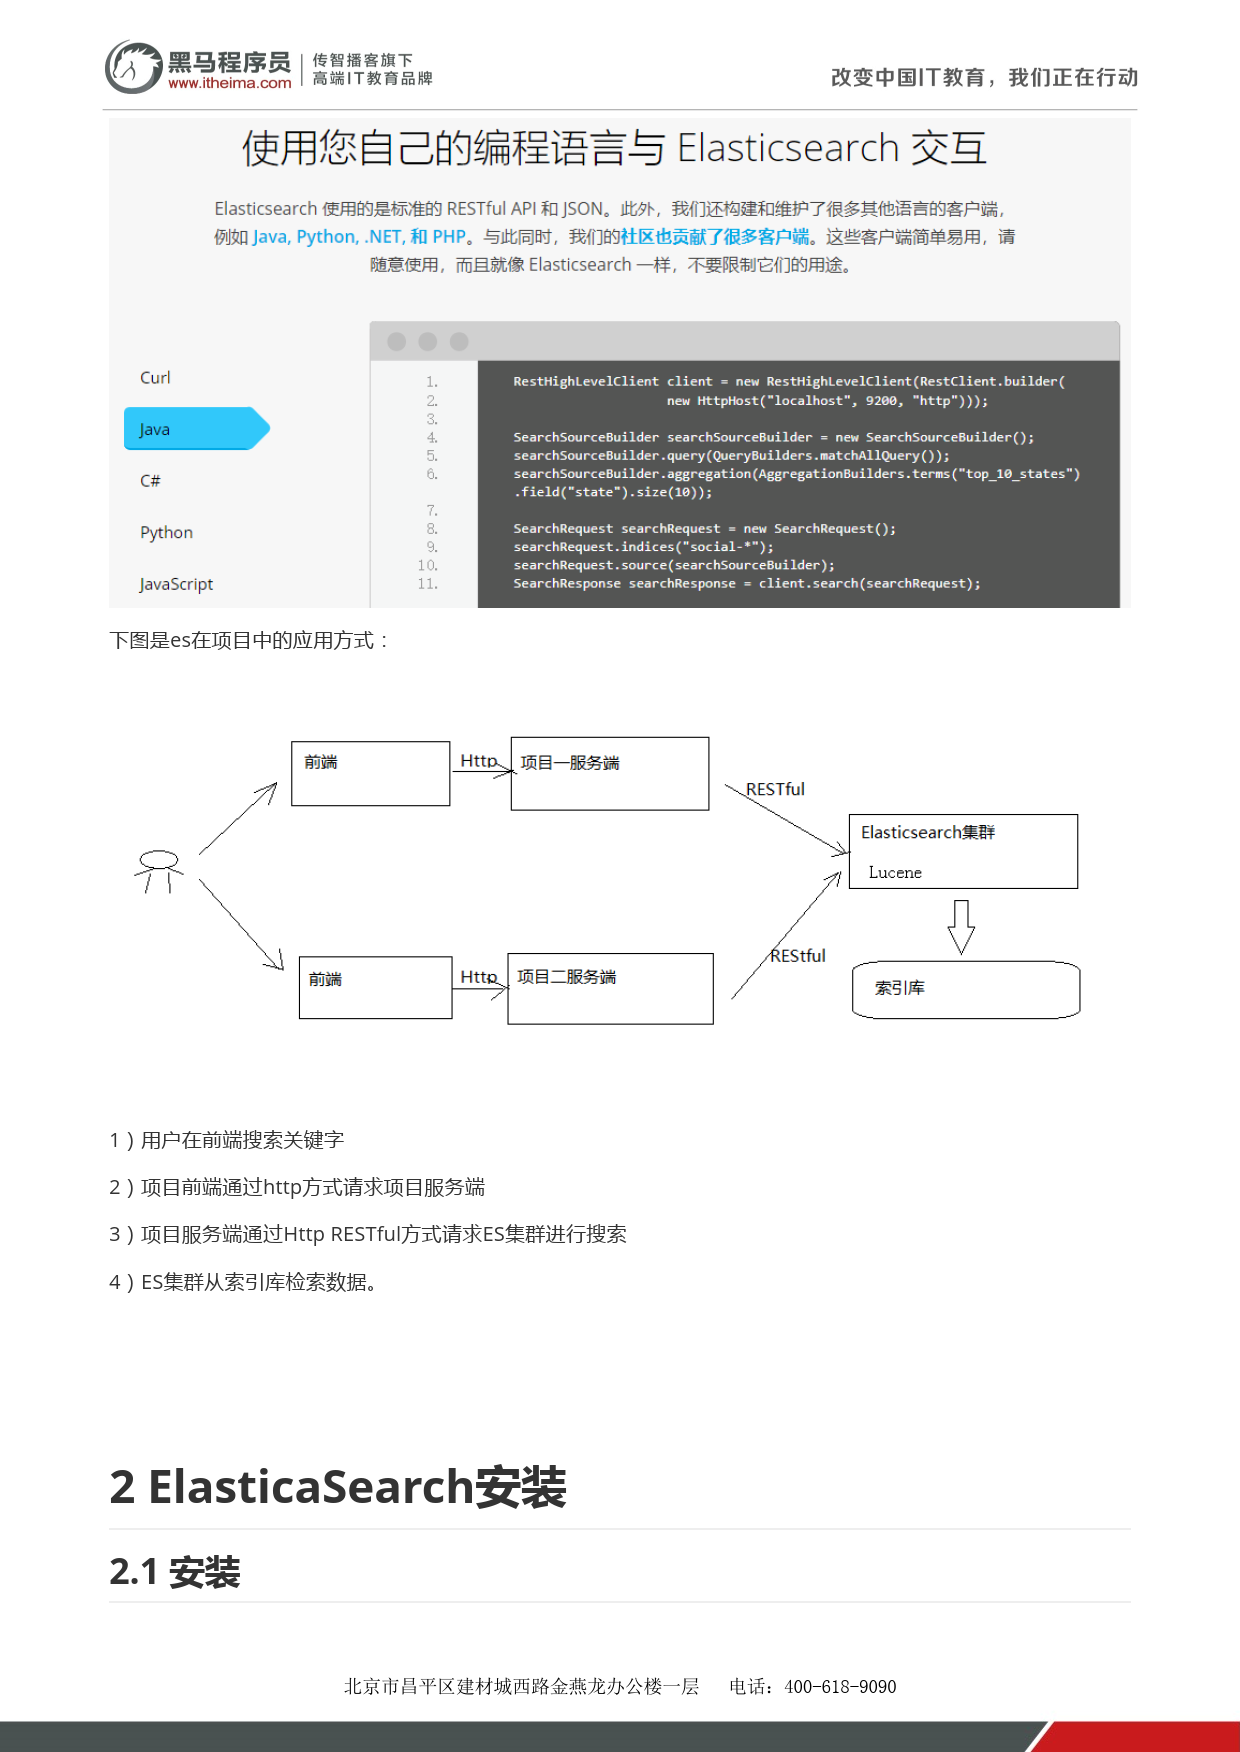 黑马程序员
www.itheima.com
传智播客旗下
高端IT教育品牌
改变中国IT教育，我们正在行动
使用您自己的编程语言与 Elasticsearch 交互
Elasticsearch 使用的是标准的 RESTful API 和 JSON。此外，我们还构建和维护了很多其他语言的客户端，
例如 Java, Python, .NET, 和 PHP。与此同时，我们的社区也贡献了很多客户端。这些客户端简单易用，请
随意使用，而且就像 Elasticsearch 一样，不要限制它们的用途。
Curl
Java
C#
Python
JavaScript
1. RestHighLevelClient client = new RestHighLevelClient(RestClient.builder(
2. new HttpHost("localhost", 9200, "http")));
3.
4. SearchSourceBuilder searchSourceBuilder = new SearchSourceBuilder();
5. searchSourceBuilder.query(QueryBuilders.matchAllQuery());
6. searchSourceBuilder.aggregation(AggregationBuilders.terms("top_10_states")
.field("state").size(10));
7.
8. SearchRequest searchRequest = new SearchRequest();
9. searchRequest.indices("social-*");
10. searchRequest.source(searchSourceBuilder);
11. SearchResponse searchResponse = client.search(searchRequest);
下图是es在项目中的应用方式：
前端
Http
项目一服务端
RESTful
Elasticsearch集群
Lucene
前端
Http
项目二服务端
REStful
索引库
1）用户在前端搜索关键字
2）项目前端通过http方式请求项目服务端
3）项目服务端通过Http RESTful方式请求ES集群进行搜索
4）ES集群从索引库检索数据。
2 ElasticaSearch安装
2.1 安装
北京市昌平区建材城西路金燕龙办公楼一层 电话：400-618-9090